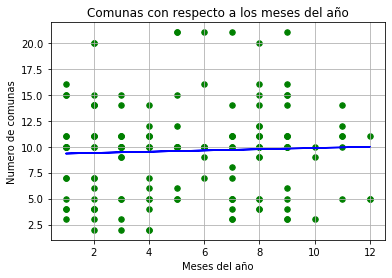 Comunas con respecto a los meses del año
Numero de comunas
20.0
17.5
15.0
12.5
10.0
7.5
5.0
2.5
2 4 6 8 10 12
Meses del año